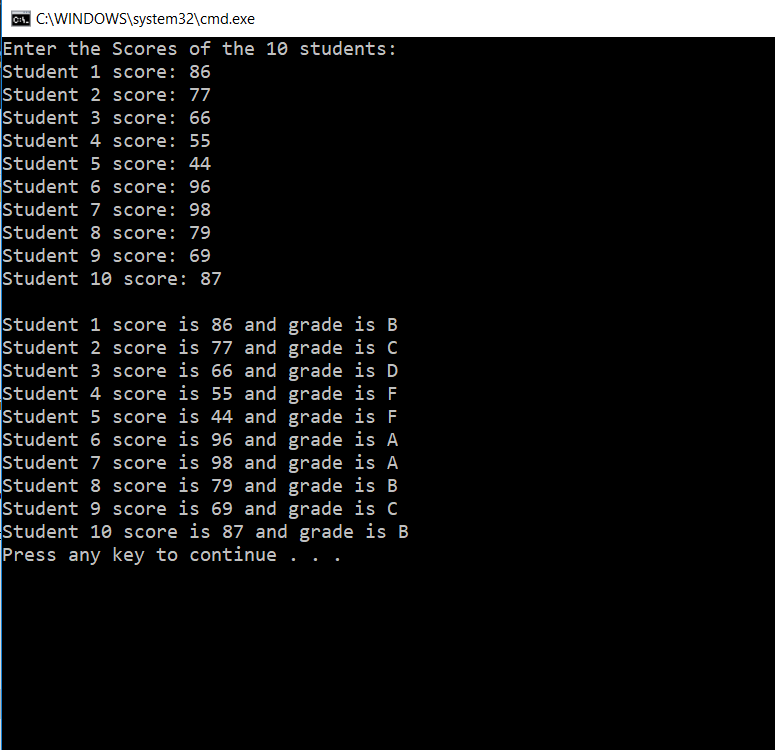 C:\WINDOWS\system32\cmd.exe
Enter the Scores of the 10 students:
Student 1 score: 86
Student 2 score: 77
Student 3 score: 66
Student 4 score: 55
Student 5 score: 44
Student 6 score: 96
Student 7 score: 98
Student 8 score: 79
Student 9 score: 69
Student 10 score: 87

Student 1 score is 86 and grade is B
Student 2 score is 77 and grade is C
Student 3 score is 66 and grade is D
Student 4 score is 55 and grade is F
Student 5 score is 44 and grade is F
Student 6 score is 96 and grade is A
Student 7 score is 98 and grade is A
Student 8 score is 79 and grade is B
Student 9 score is 69 and grade is C
Student 10 score is 87 and grade is B
Press any key to continue . . .